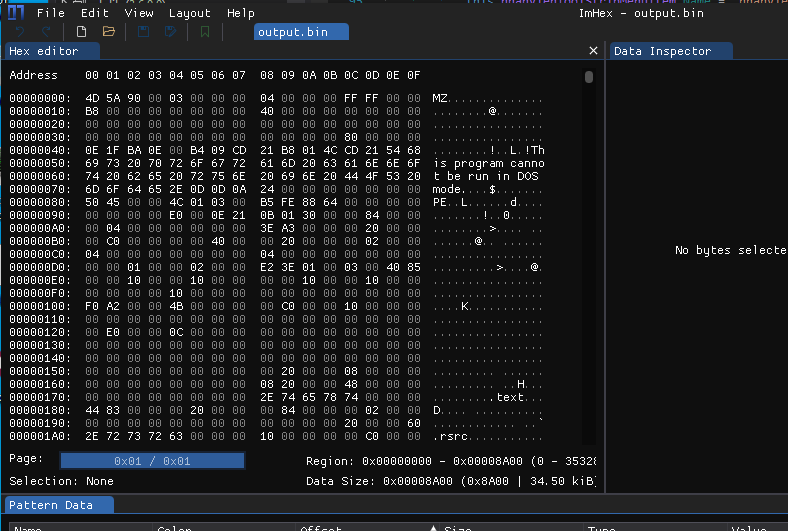 File Edit View Layout Help ImHex - output.bin
output.bin
Hex editor Data Inspector
Address 00 01 02 03 04 05 06 07 08 09 0A 0B 0C 0D 0E 0F
00000000: 4D 5A 90 00 03 00 00 00 04 00 00 00 FF FF 00 00 MZ..............
00000010: B8 00 00 00 00 00 00 00 40 00 00 00 00 00 00 00 ........@.......
00000020: 00 00 00 00 00 00 00 00 00 00 00 00 00 00 00 00 ................
00000030: 00 00 00 00 00 00 00 00 00 00 00 00 80 00 00 00 ................
00000040: 0E 1F BA 0E 00 B4 09 CD 21 B8 01 4C CD 21 54 68 ........!..L.!Th
00000050: 69 73 20 70 72 6F 67 72 61 6D 20 63 61 6E 6E 6F is program canno
00000060: 74 20 62 65 20 72 75 6E 20 69 6E 20 44 4F 53 20 t be run in DOS
00000070: 6D 6F 64 65 2E 0D 0D 0A 24 00 00 00 00 00 00 00 mode....$.......
00000080: 50 45 00 00 4C 01 03 00 B5 FE 88 64 00 00 00 00 PE..L......d....
00000090: 00 00 00 00 E0 00 0E 21 0B 01 30 00 00 84 00 00 .......!..0.....
000000A0: 00 04 00 00 00 00 00 00 3E A3 00 00 00 20 00 00 ........>.... ..
000000B0: 00 C0 00 00 00 00 40 00 00 20 00 00 00 02 00 00 ......@.. ......
000000C0: 04 00 00 00 00 00 00 00 04 00 00 00 00 00 00 00 ................
000000D0: 00 00 01 00 00 02 00 00 E2 3E 01 00 03 00 40 85 .........>....@.
000000E0: 00 00 10 00 00 10 00 00 00 00 10 00 00 10 00 00 ................
000000F0: 00 00 00 00 10 00 00 00 00 00 00 00 00 00 00 00 ................
00000100: F0 A2 00 00 4B 00 00 00 00 C0 00 00 10 00 00 00 ....K...........
00000110: 00 00 00 00 00 00 00 00 00 00 00 00 00 00 00 00 ................
00000120: 00 E0 00 00 0C 00 00 00 00 00 00 00 00 00 00 00 ................
00000130: 00 00 00 00 00 00 00 00 00 00 00 00 00 00 00 00 ................
00000140: 00 00 00 00 00 00 00 00 00 00 00 00 00 00 00 00 ................
00000150: 00 00 00 00 00 00 00 00 00 20 00 00 08 00 00 00 ......... ......
00000160: 00 00 00 00 00 00 00 00 08 20 00 00 48 00 00 00 ......... ..H...
00000170: 00 00 00 00 00 00 00 00 2E 74 65 78 74 00 00 00 .........text...
00000180: 44 83 00 00 00 20 00 00 00 84 00 00 00 02 00 00 D.... ..........
00000190: 00 00 00 00 00 00 00 00 00 00 00 00 20 00 00 60 ............ ..`
000001A0: 2E 72 73 72 63 00 00 00 10 00 00 00 00 C0 00 00 .rsrc...........
No bytes selecte
Page: 0x01 / 0x01 Region: 0x00000000 - 0x00008A00 (0 - 35328
Selection: None Data Size: 0x00008A00 (0x8A00 | 34.50 kiB)
Pattern Data
Name Color Offset Size Type Value